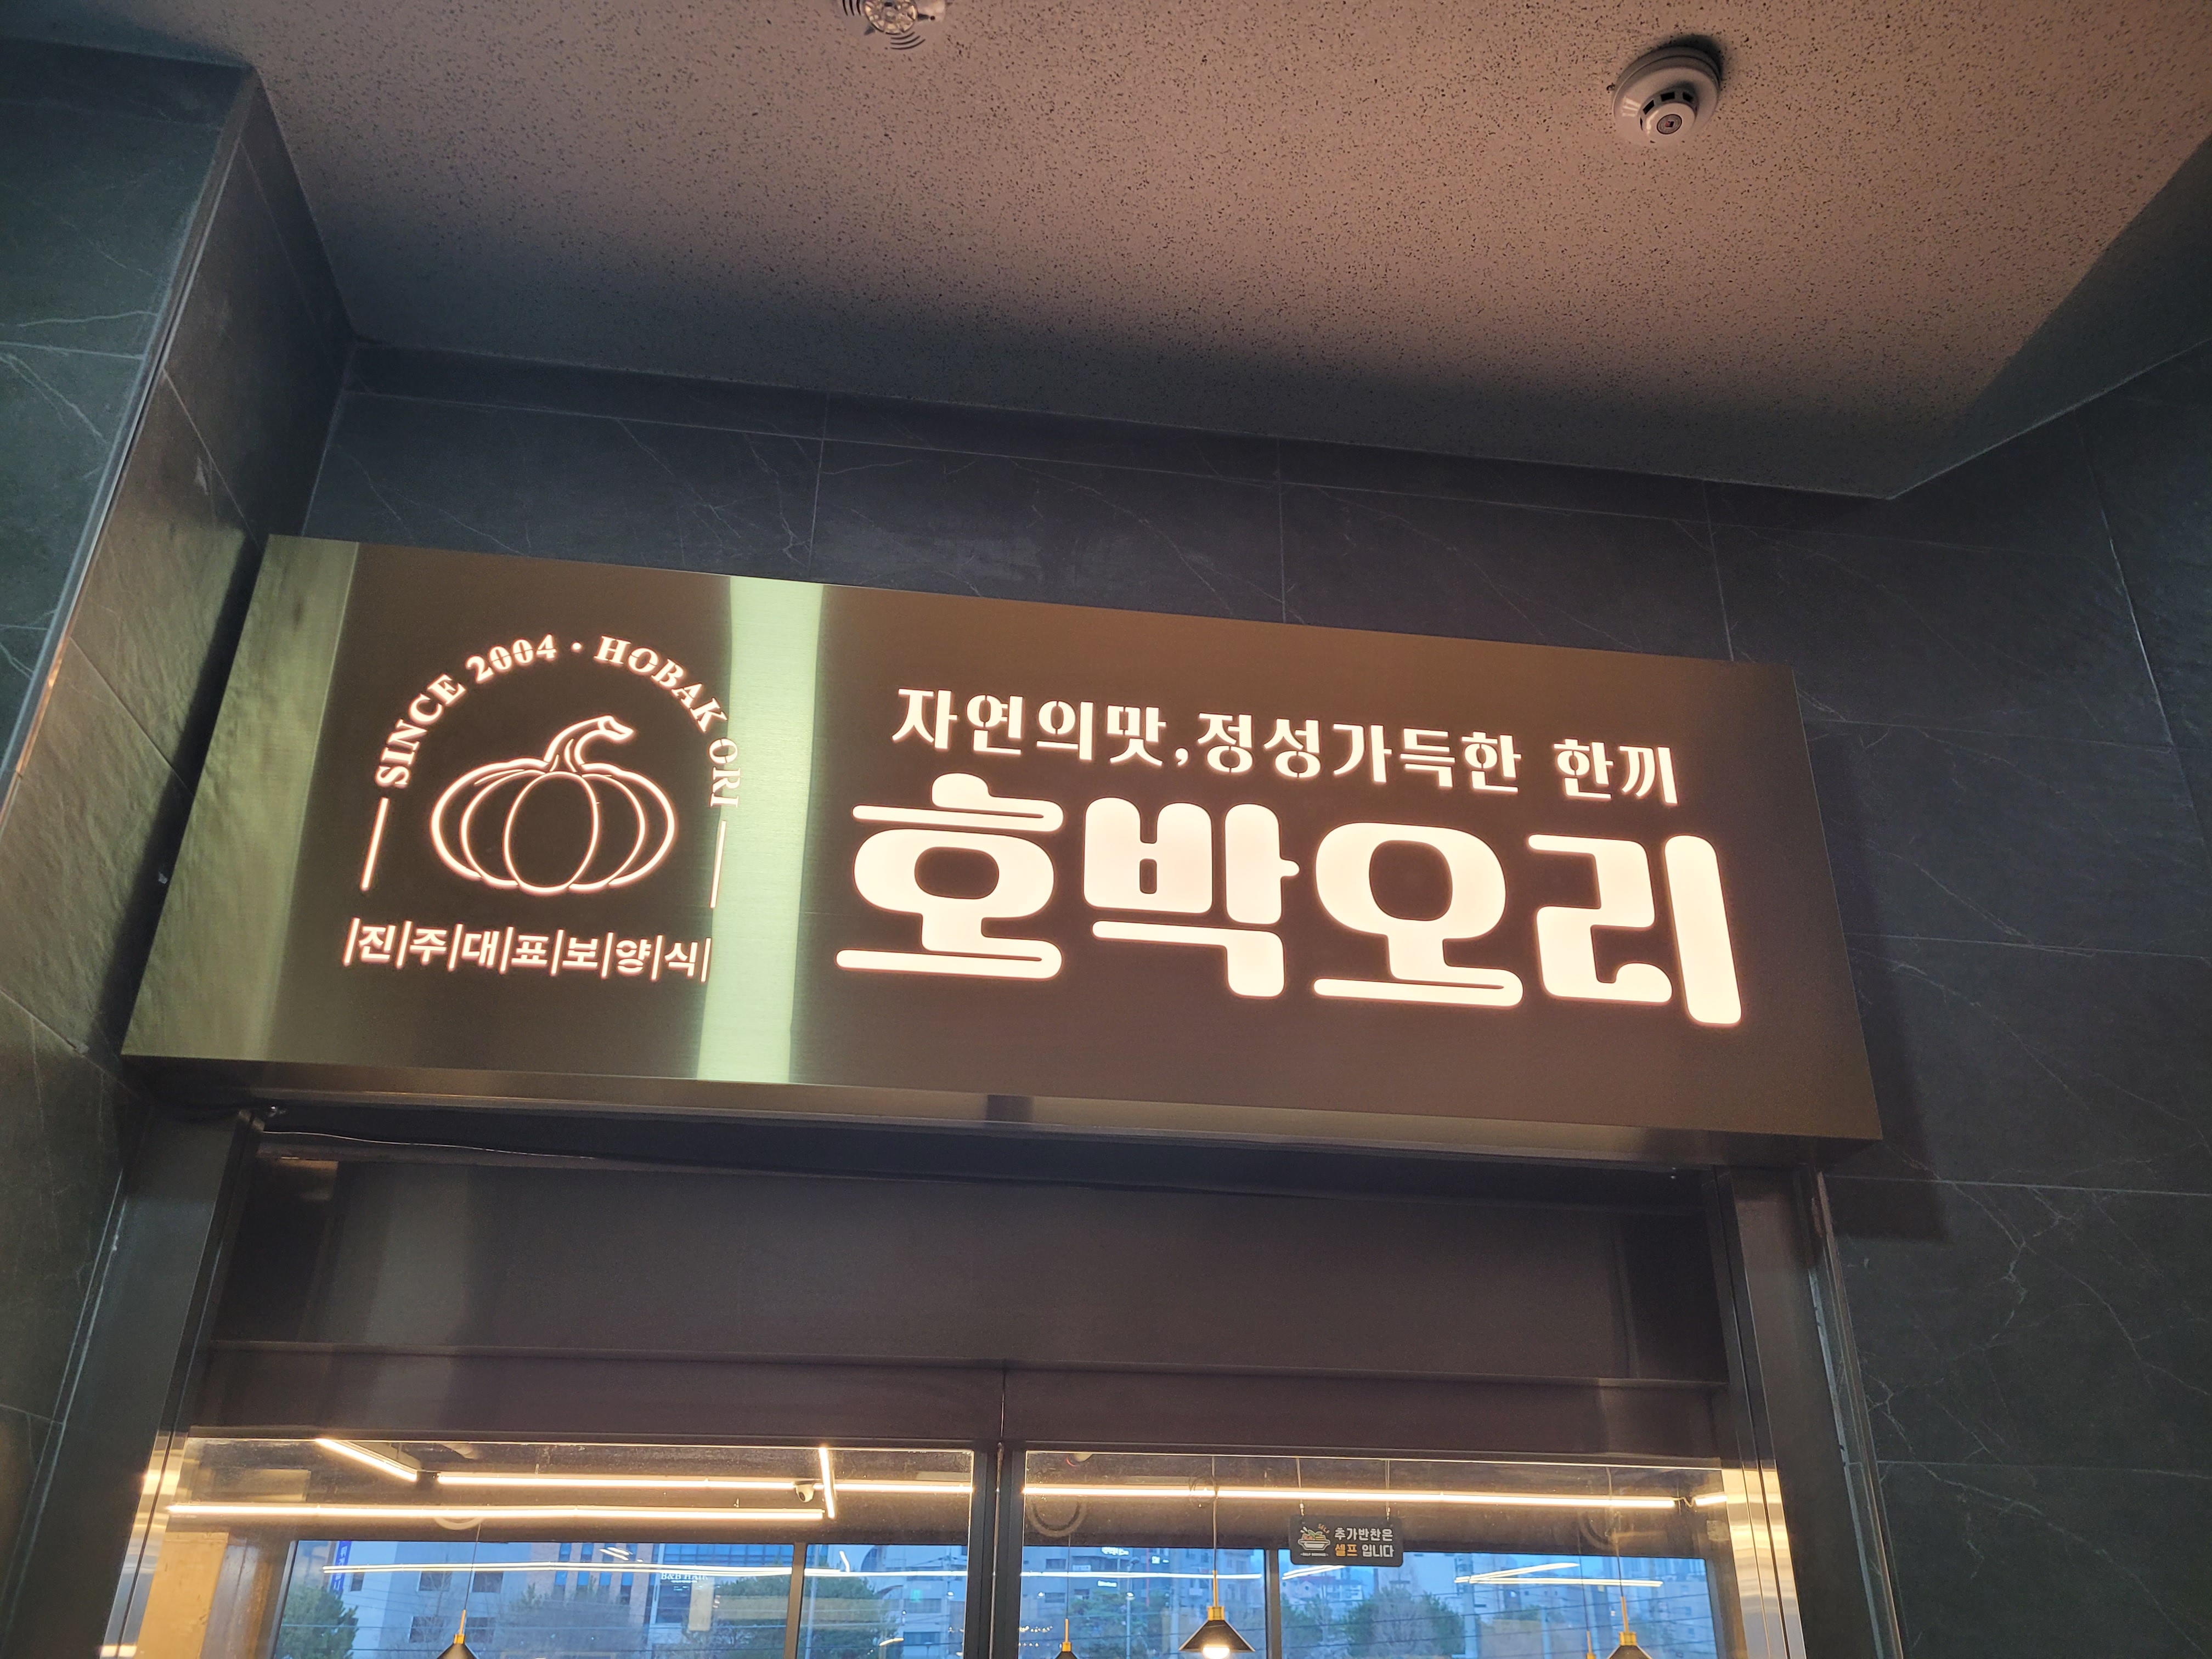 SINCE 2004 · HOBAK ORI
|진|주|대|표|보|양|식|
자연의맛,정성가득한 한끼
호박오리
추가반찬은
셀프 입니다